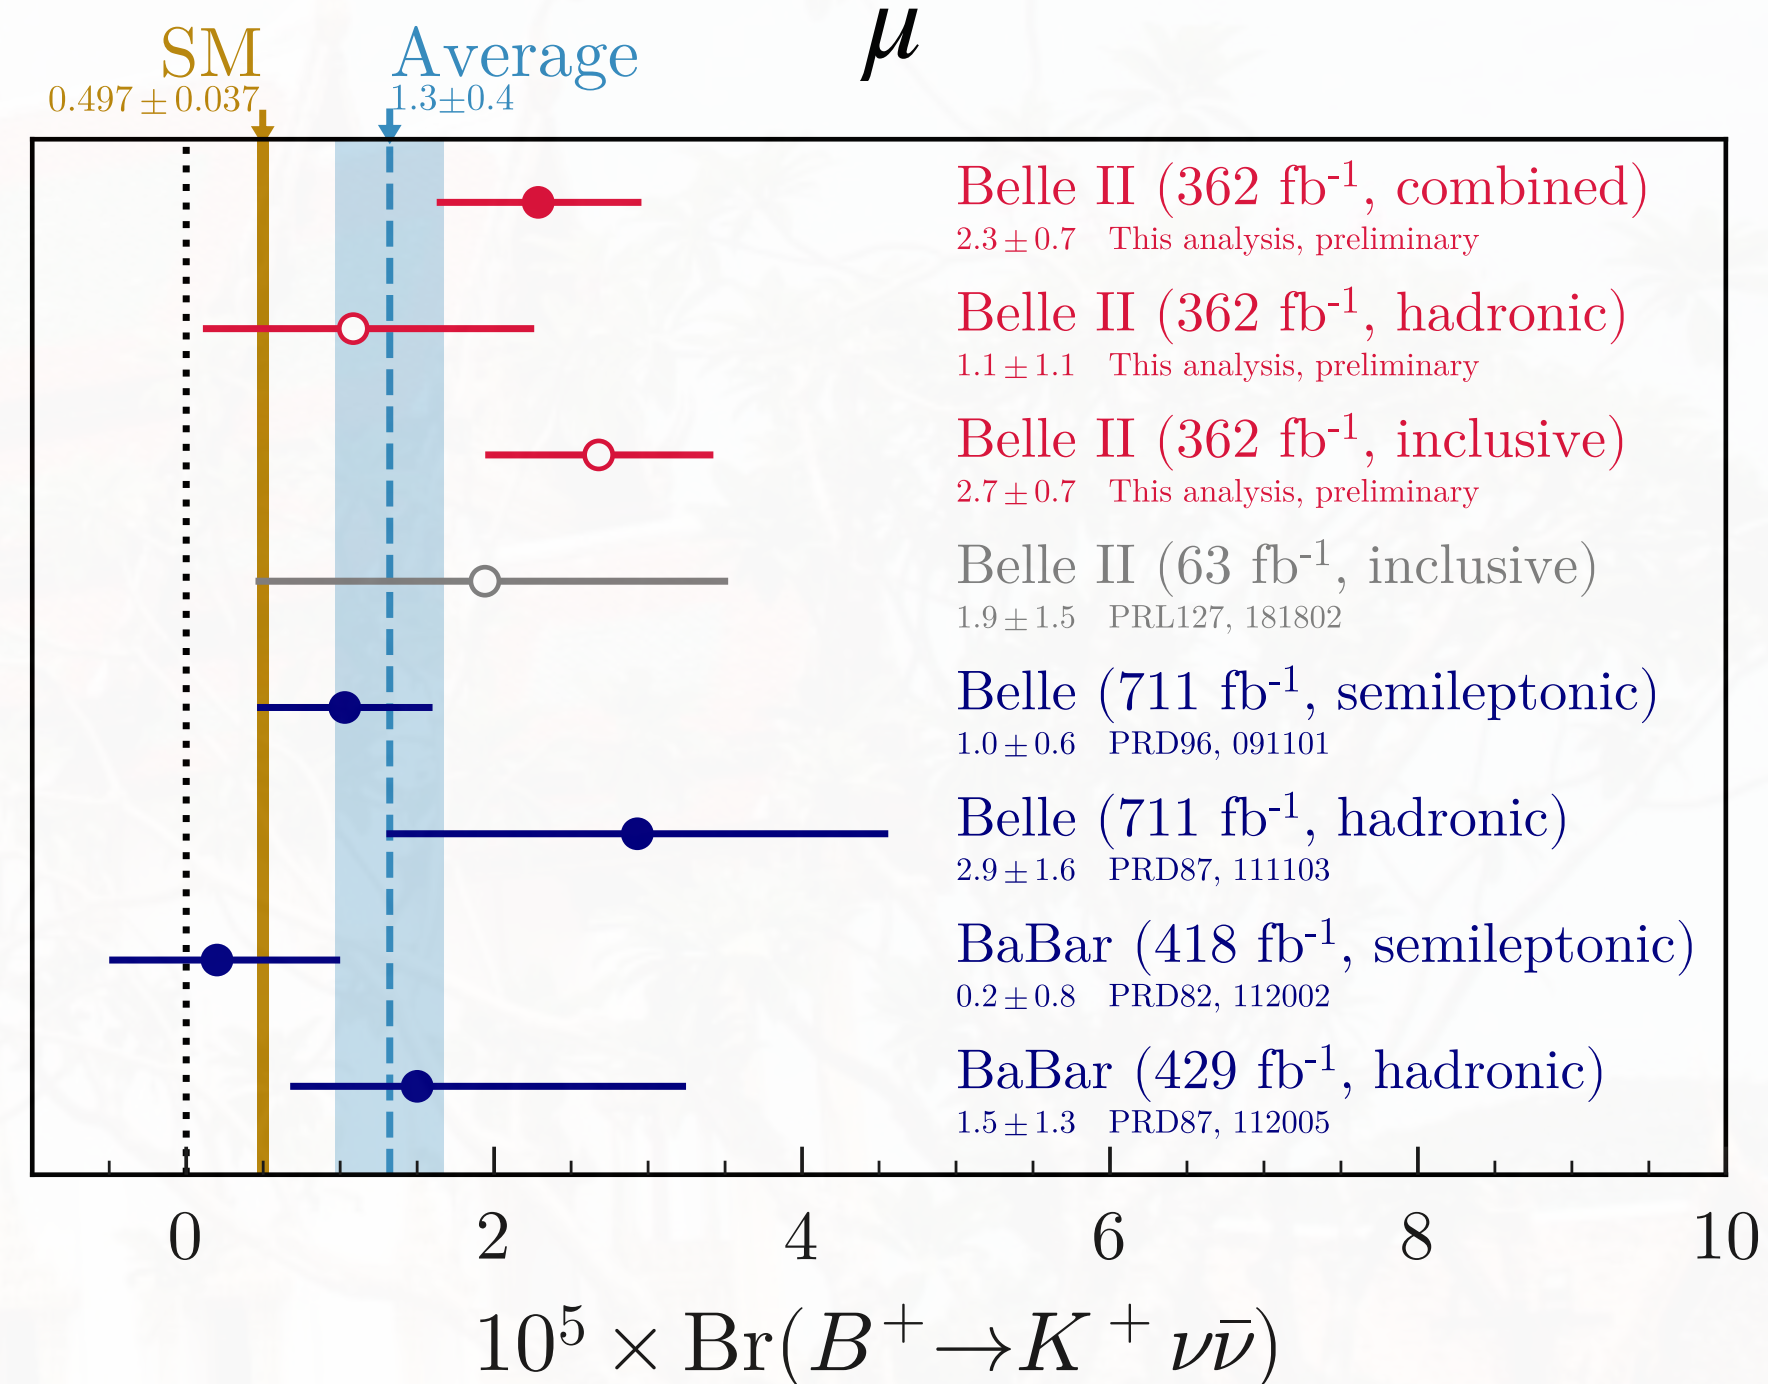 μ
SM
0.497 ± 0.037
Average
1.3±0.4
Belle II (362 fb⁻¹, combined)
2.3 ± 0.7 This analysis, preliminary
Belle II (362 fb⁻¹, hadronic)
1.1 ± 1.1 This analysis, preliminary
Belle II (362 fb⁻¹, inclusive)
2.7 ± 0.7 This analysis, preliminary
Belle II (63 fb⁻¹, inclusive)
1.9 ± 1.5 PRL127, 181802
Belle (711 fb⁻¹, semileptonic)
1.0 ± 0.6 PRD96, 091101
Belle (711 fb⁻¹, hadronic)
2.9 ± 1.6 PRD87, 111103
BaBar (418 fb⁻¹, semileptonic)
0.2 ± 0.8 PRD82, 112002
BaBar (429 fb⁻¹, hadronic)
1.5 ± 1.3 PRD87, 112005
0 2 4 6 8 10
10⁵ × Br(B⁺→K⁺νν̄)